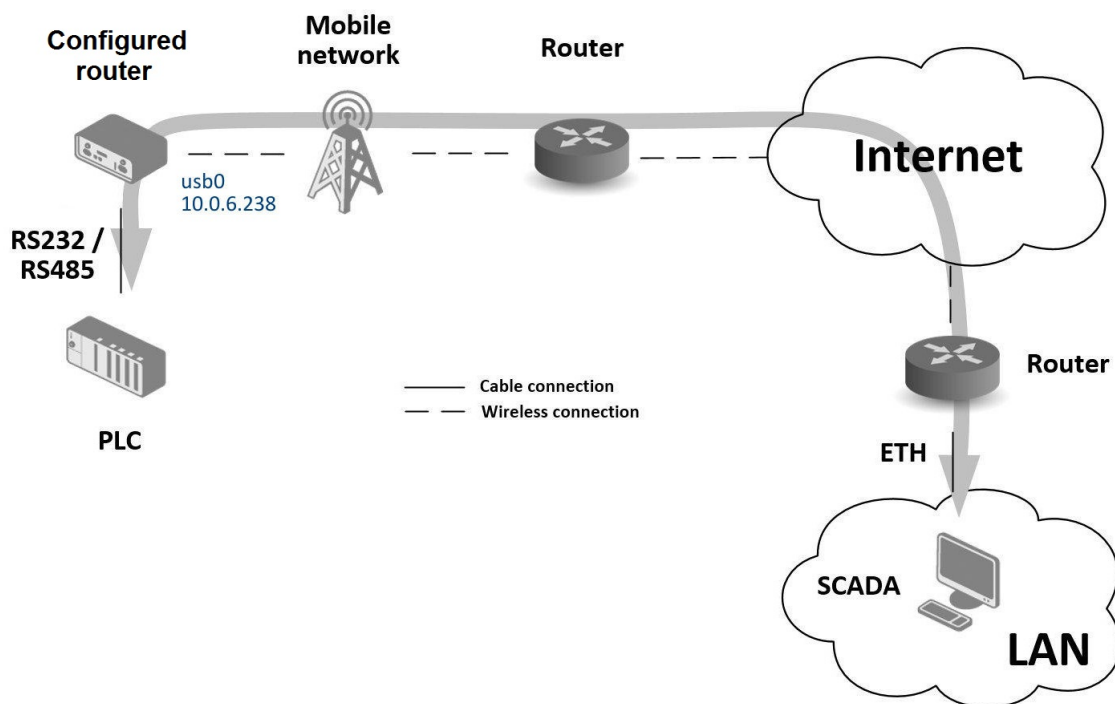 Configured
router
Mobile
network
Router
Internet
usb0
10.0.6.238
RS232 /
RS485
Router
Cable connection
Wireless connection
PLC
ETH
SCADA
LAN